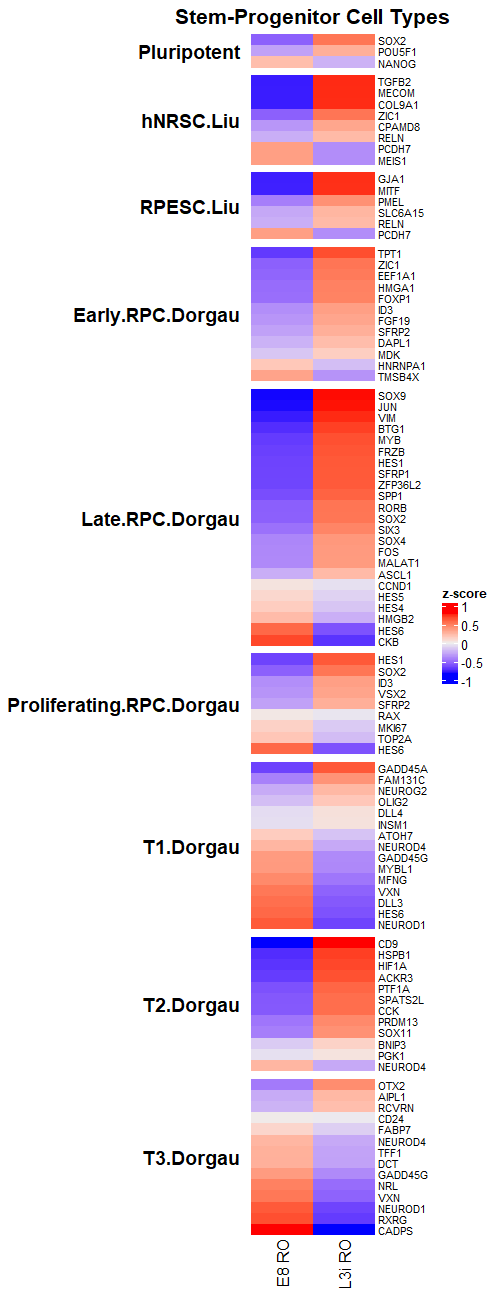 Stem-Progenitor Cell Types
Pluripotent
SOX2
POU5F1
NANOG
hNRSC.Liu
TGFB2
MECOM
COL9A1
ZIC1
CPAMD8
RELN
PCDH7
MEIS1
RPESC.Liu
GJA1
MITF
PMEL
SLC6A15
RELN
PCDH7
Early.RPC.Dorgau
TPT1
ZIC1
EEF1A1
HMGA1
FOXP1
ID3
FGF19
SFRP2
DAPL1
MDK
HNRNPA1
TMSB4X
Late.RPC.Dorgau
SOX9
JUN
VIM
BTG1
MYB
FRZB
HES1
SFRP1
ZFP36L2
SPP1
RORB
SOX2
SIX3
SOX4
FOS
MALAT1
ASCL1
CCND1
HES5
HES4
HMGB2
HES6
CKB
z-score
1
0.5
0
-0.5
-1
Proliferating.RPC.Dorgau
HES1
SOX2
ID3
VSX2
SFRP2
RAX
MKI67
TOP2A
HES6
T1.Dorgau
GADD45A
FAM131C
NEUROG2
OLIG2
DLL4
INSM1
ATOH7
NEUROD4
GADD45G
MYBL1
MFNG
VXN
DLL3
HES6
NEUROD1
T2.Dorgau
CD9
HSPB1
HIF1A
ACKR3
PTF1A
SPATS2L
CCK
PRDM13
SOX11
BNIP3
PGK1
NEUROD4
T3.Dorgau
OTX2
AIPL1
RCVRN
CD24
FABP7
NEUROD4
TFF1
DCT
GADD45G
NRL
VXN
NEUROD1
RXRG
CADPS
E8 RO
L3i RO